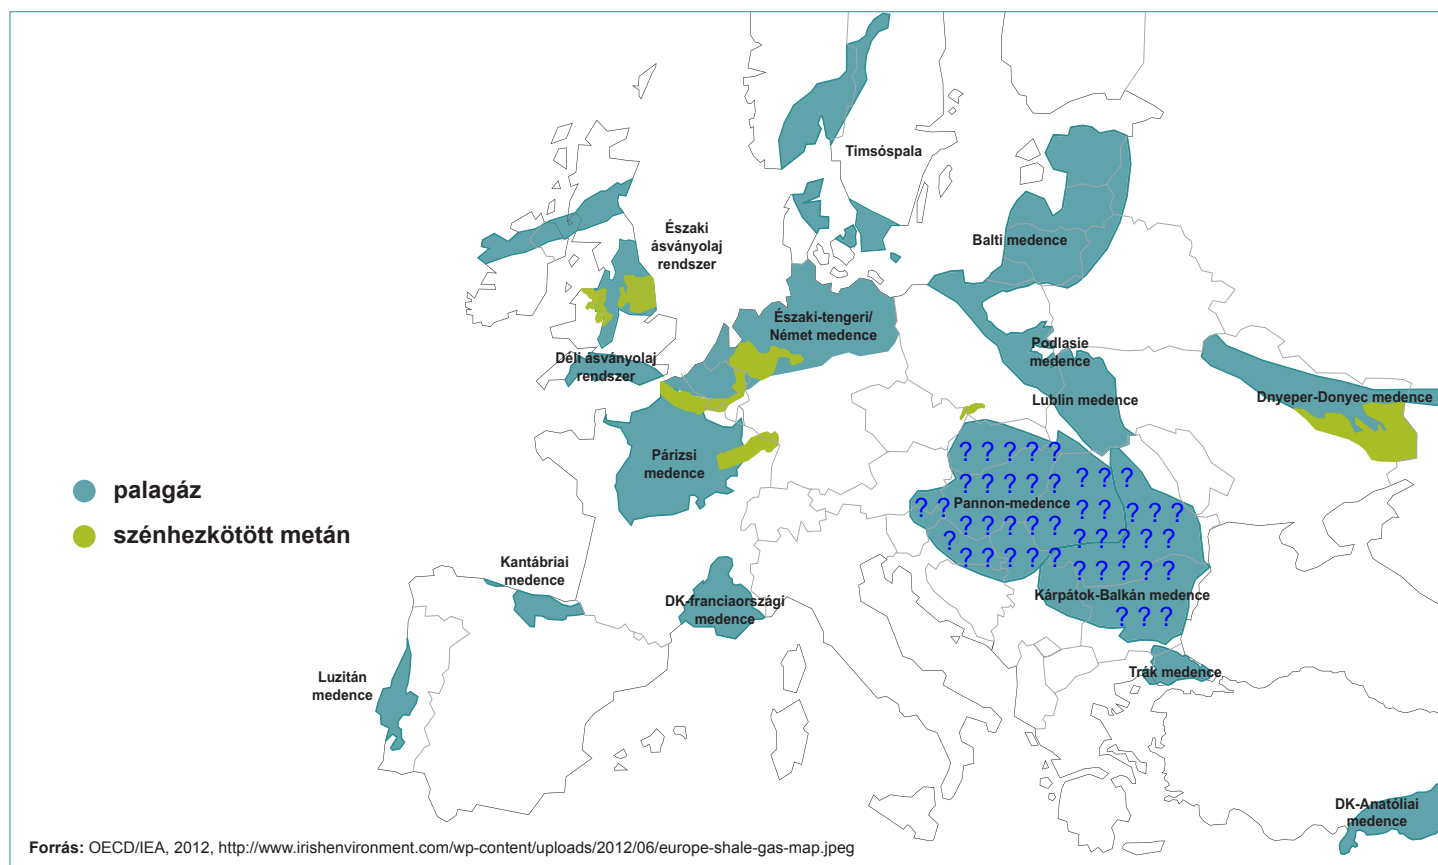 Timsóspala
Északi
ásványolaj
rendszer
Balti medence
Északi-tengeri/
Német medence
Podlasie
medence
Déli ásványolaj
rendszer
Lublin medence
Dnyeper-Donyec medence
Párizsi
medence
? ? ? ? ?
? ? ?
? ? ? ? ?
palagáz
Pannon-medence
? ?
? ?
? ? ?
? ? ? ? ?
szénhezkötött metán
?
? ? ? ? ?
? ? ? ? ?
Kantábriai
medence
? ? ? ? ?
DK-franciaországi
medence
Kárpátok-Balkán medence
? ? ?
Luzitán
medence
Trák medence
DK-Anatóliai
medence
Forrás: OECD/IEA, 2012, http://www.irishenvironment.com/wp-content/uploads/2012/06/europe-shale-gas-map.jpeg